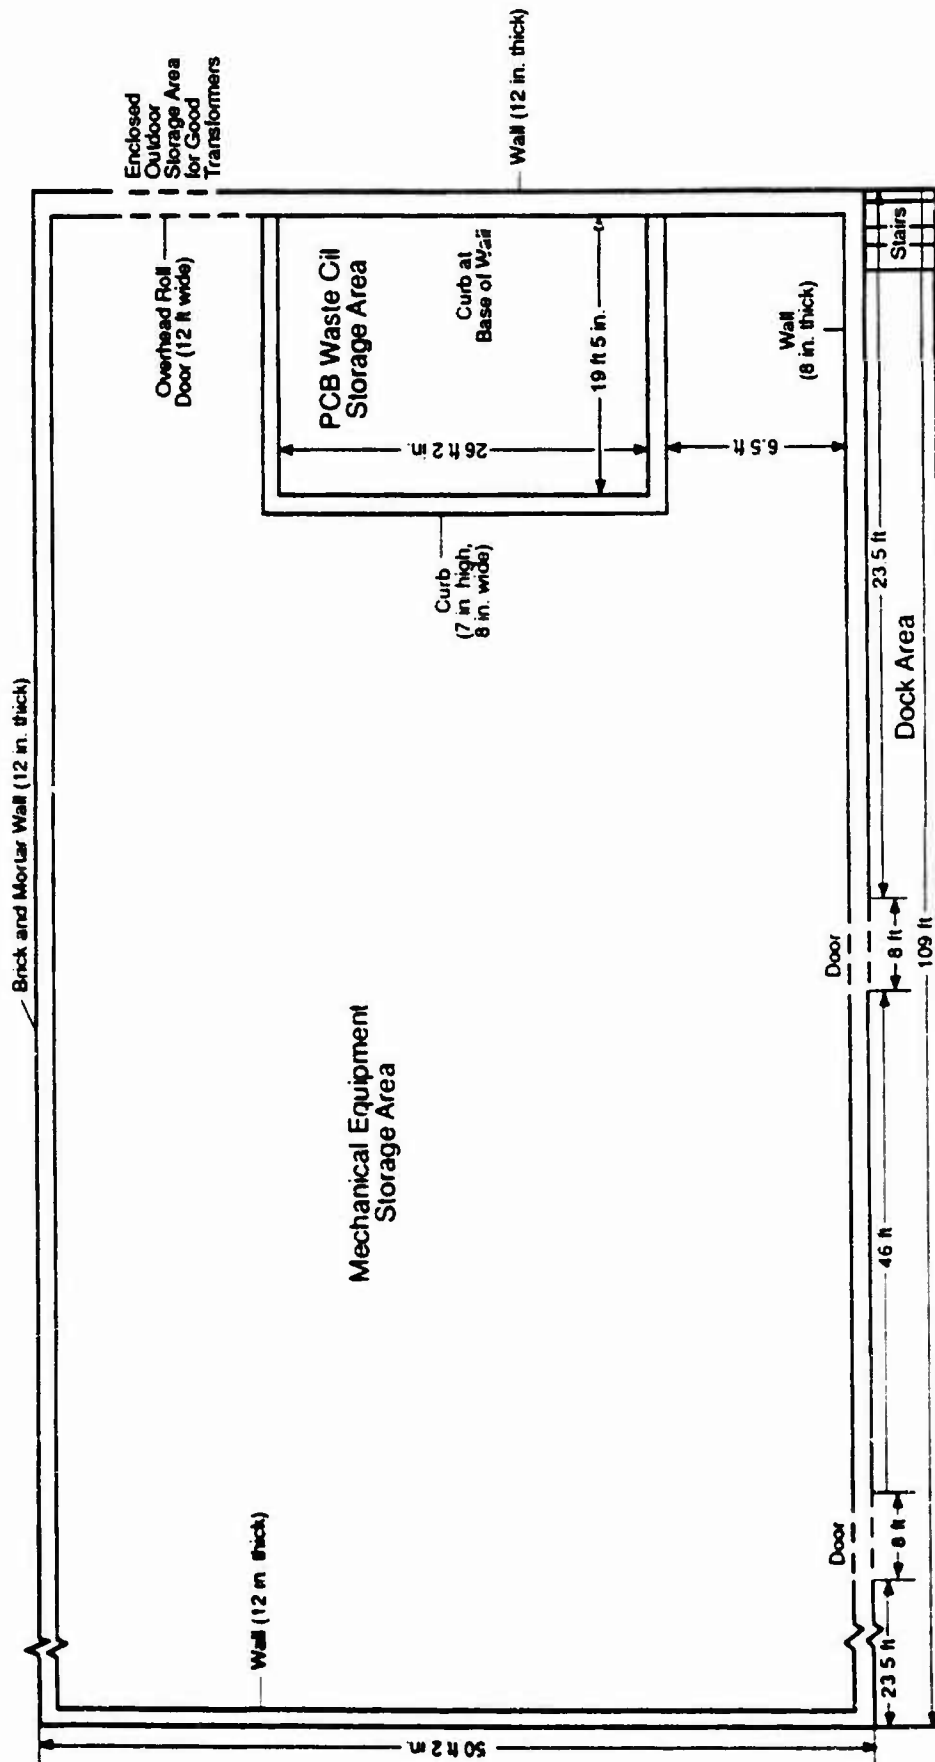 Brick and Mortar Wall (12 in. thick)
Enclosed
Outdoor
Storage Area
for Good
Transformers
Overhead Roll
Door (12 ft wide)
Wall (12 in. thick)
PCB Waste Cil
Storage Area
Curb at
Base of Wall
26 ft 2 in.
19 ft 5 in.
Curb
(7 in high,
8 in. wide)
6.5 ft
Wall
(8 in. thick)
Stairs
Mechanical Equipment
Storage Area
Wall (12 in thick)
50 ft 2 in.
Door
Door
23 5 ft
8 ft
46 ft
8 ft
23.5 ft
Dock Area
109 ft